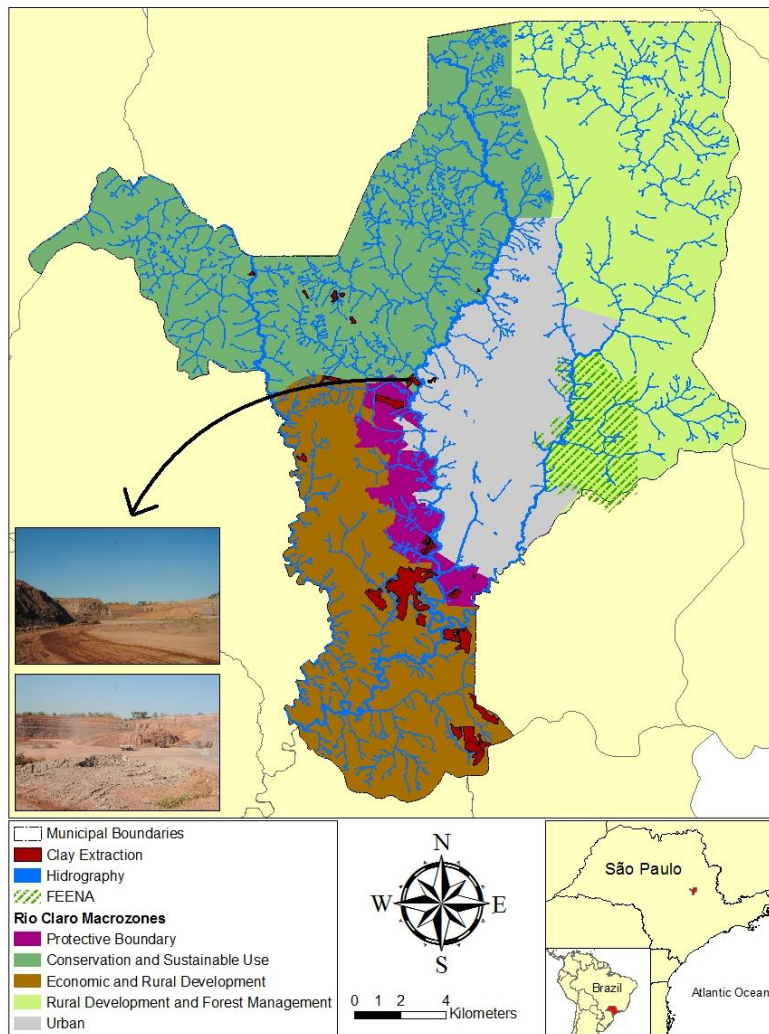 Municipal Boundaries
Clay Extraction
Hidrography
FEENA
Rio Claro Macrozones
Protective Boundary
Conservation and Sustainable Use
Economic and Rural Development
Rural Development and Forest Management
Urban
N
W E
S
0 1 2 4
Kilometers
São Paulo
Brazil
Atlantic Ocean